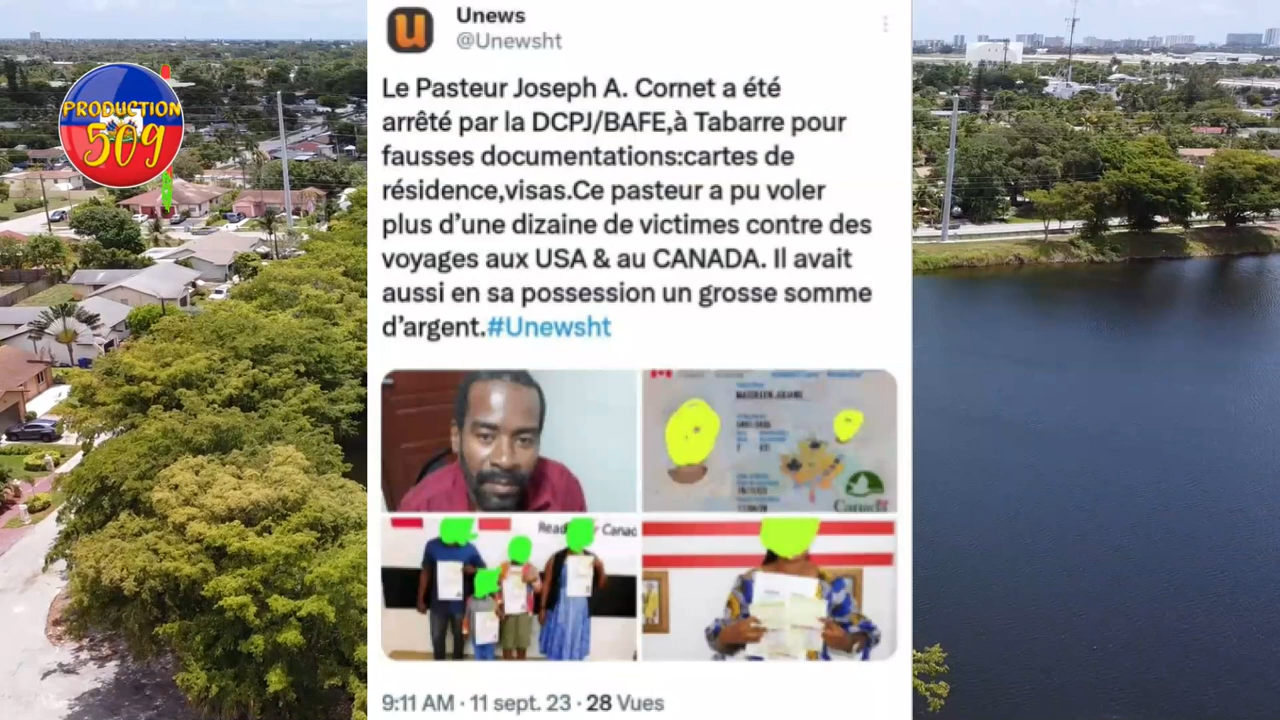 PRODUCTION
509
Unews
@Unewsht
Le Pasteur Joseph A. Cornet a été
arrêté par la DCPJ/BAFE,à Tabarre pour
fausses documentations:cartes de
résidence,visas.Ce pasteur a pu voler
plus d’une dizaine de victimes contre des
voyages aux USA & au CANADA. Il avait
aussi en sa possession un grosse somme
d’argent.#Unewsht
Canada
9:11 AM · 11 sept. 23 · 28 Vues